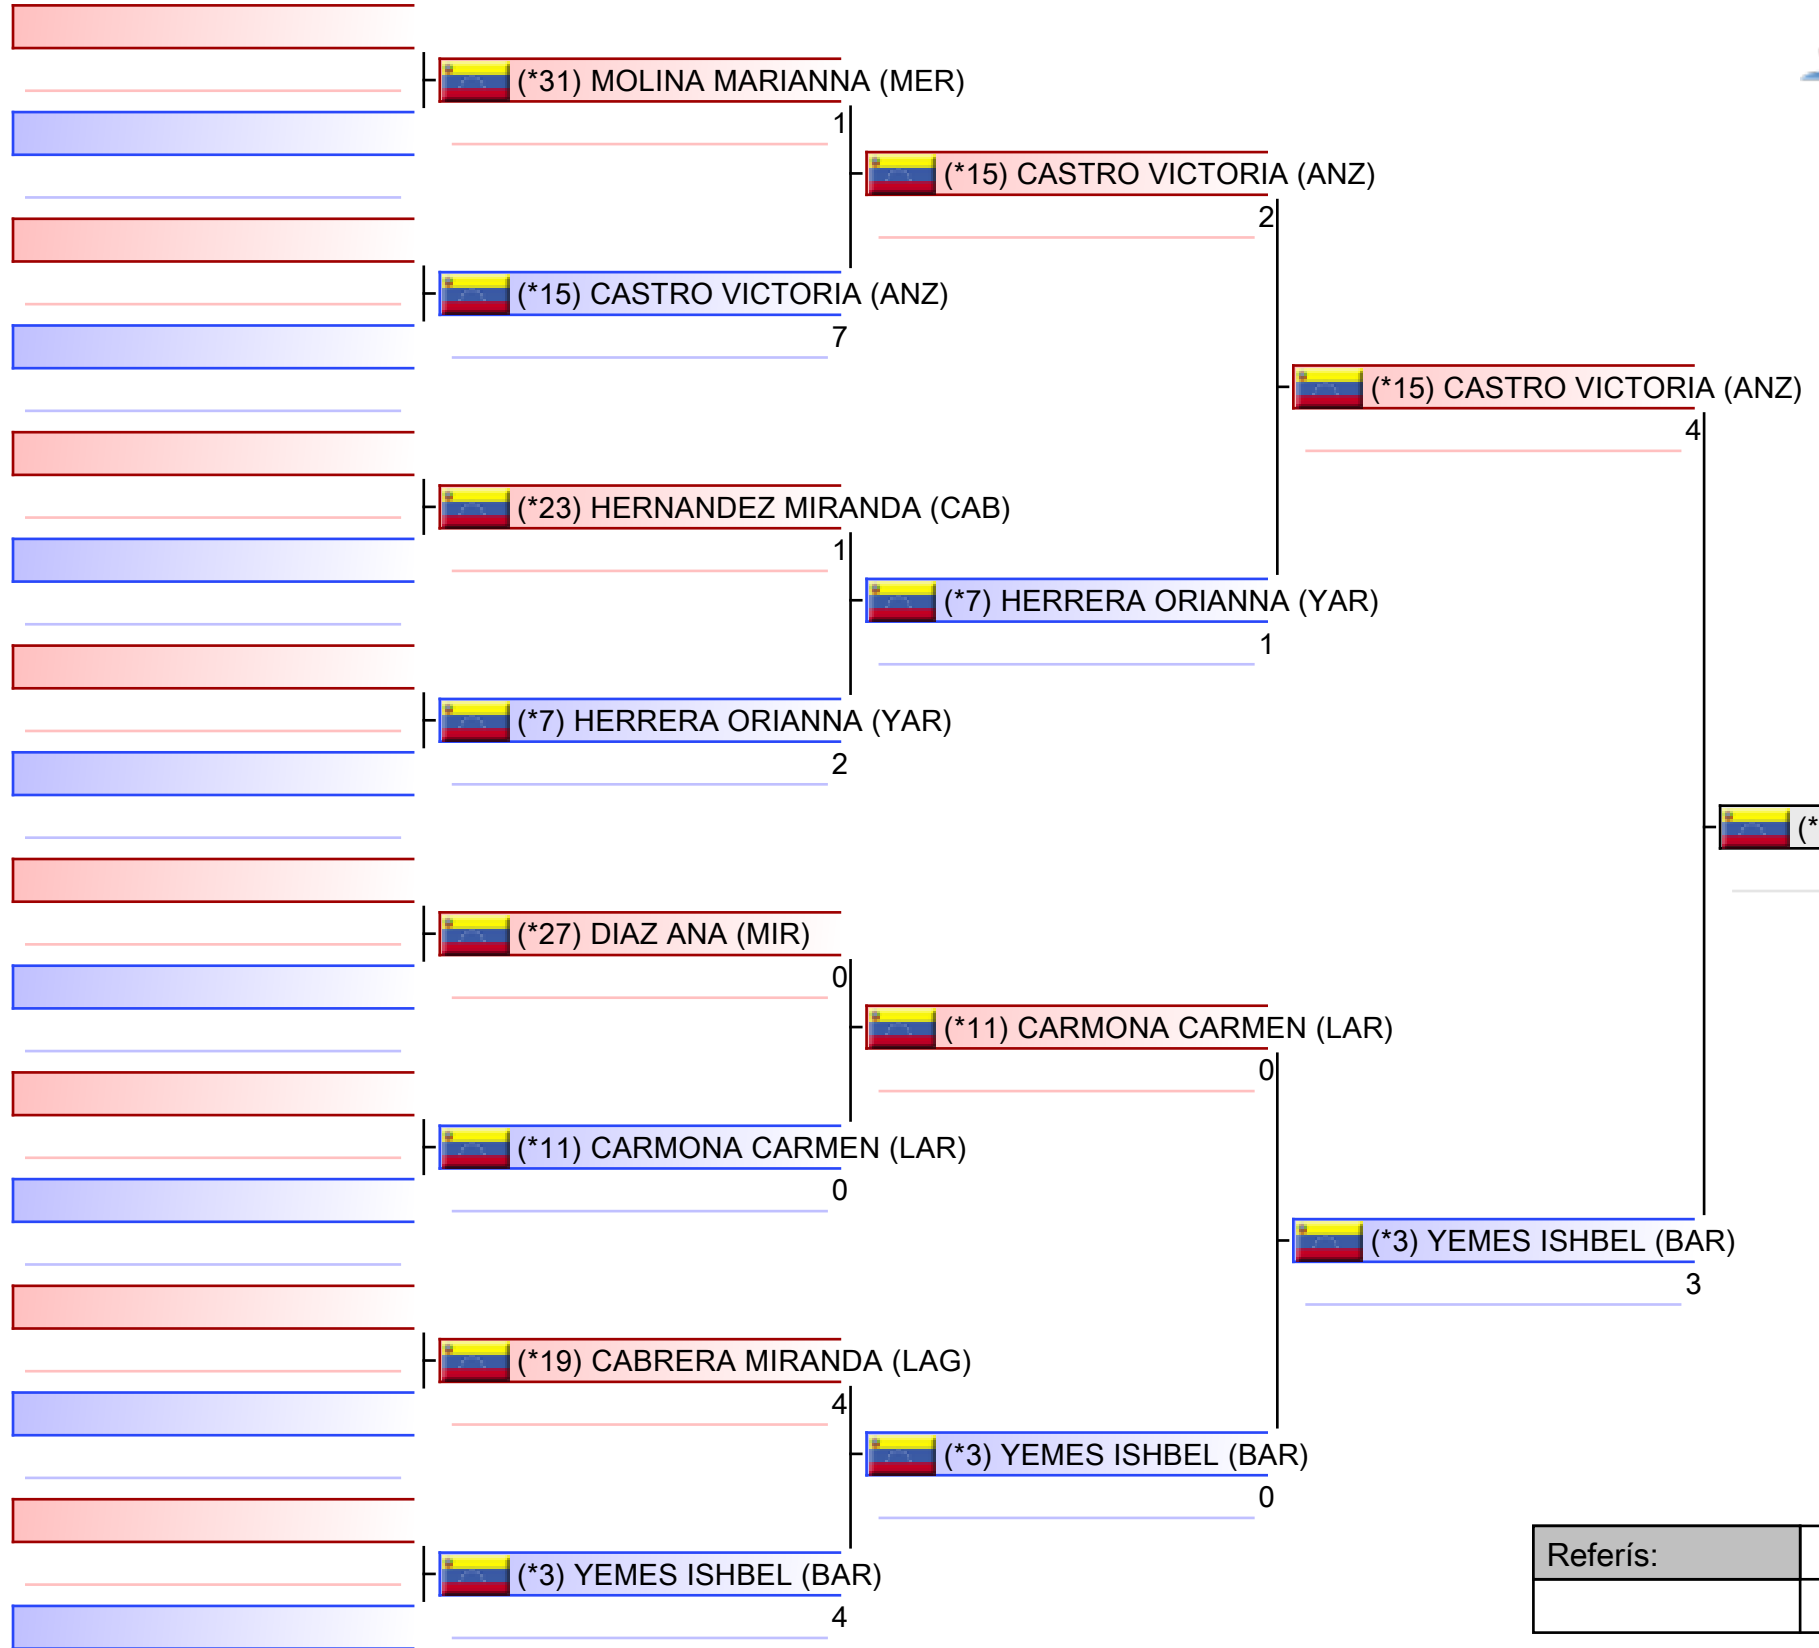 (*31) MOLINA MARIANNA (MER)
1
(*15) CASTRO VICTORIA (ANZ)
2
(*15) CASTRO VICTORIA (ANZ)
7
(*15) CASTRO VICTORIA (ANZ)
4
(*23) HERNANDEZ MIRANDA (CAB)
1
(*7) HERRERA ORIANNA (YAR)
1
(*7) HERRERA ORIANNA (YAR)
2
(*
(*27) DIAZ ANA (MIR)
0
(*11) CARMONA CARMEN (LAR)
0
(*11) CARMONA CARMEN (LAR)
0
(*3) YEMES ISHBEL (BAR)
3
(*19) CABRERA MIRANDA (LAG)
4
(*3) YEMES ISHBEL (BAR)
0
(*3) YEMES ISHBEL (BAR)
4
Referís: